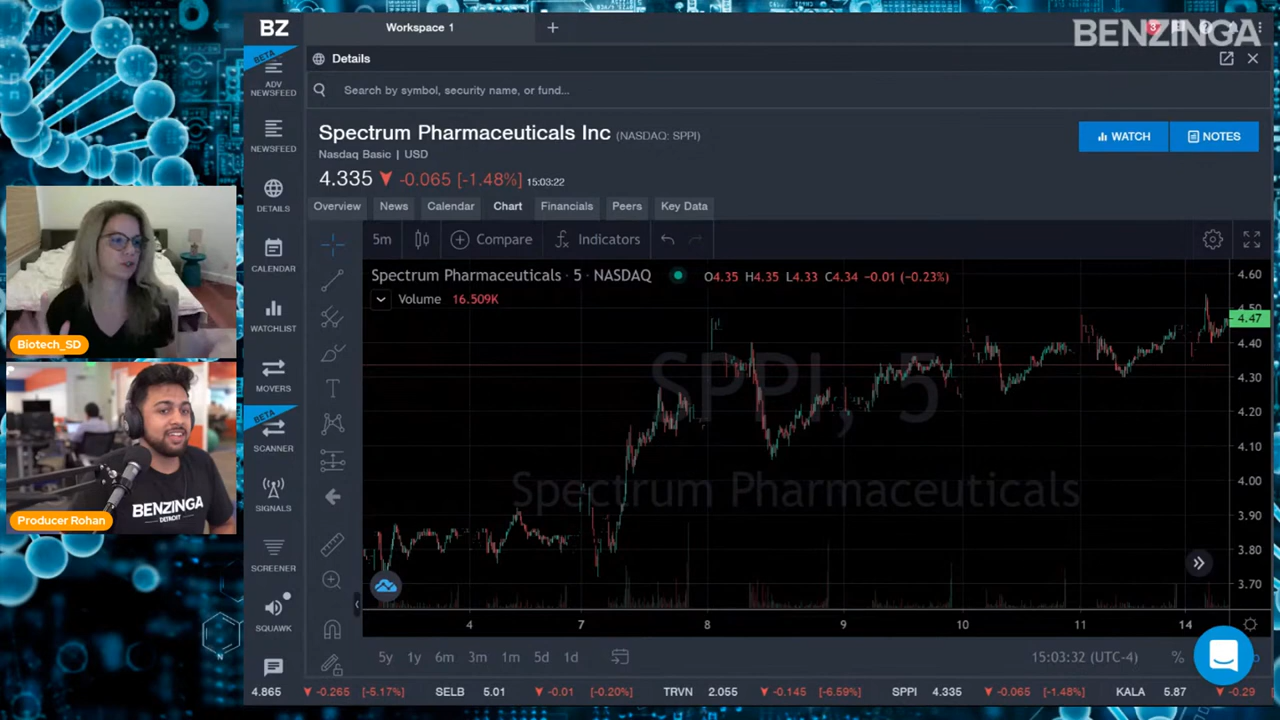 BZ
Workspace 1
BENZINGA
3
BETA
Details
ADV
NEWSFEED
Search by symbol, security name, or fund...
Spectrum Pharmaceuticals Inc (NASDAQ: SPPI)
WATCH
NOTES
NEWSFEED
Nasdaq Basic | USD
4.335 -0.065 [-1.48%] 15:03:22
DETAILS
Overview News Calendar Chart Financials Peers Key Data
5m Compare Indicators
CALENDAR
Spectrum Pharmaceuticals · 5 · NASDAQ O4.35 H4.35 L4.33 C4.34 -0.01 (-0.23%)
Volume 16.509K
WATCHLIST
4.60
4.50
4.47
4.40
4.30
4.20
4.10
4.00
3.90
3.80
3.70
SPPI, 5
Spectrum Pharmaceuticals
Biotech_SD
MOVERS
BETA
SCANNER
BENZINGA
DETROIT
Producer Rohan
SIGNALS
SCREENER
SQUAWK
4 7 8 9 10 11 14
5y 1y 6m 3m 1m 5d 1d
15:03:32 (UTC-4) %
4.865 -0.265 [-5.17%] SELB 5.01 -0.01 [-0.20%] TRVN 2.055 -0.145 [-6.59%] SPPI 4.335 -0.065 [-1.48%] KALA 5.87 -0.29
N